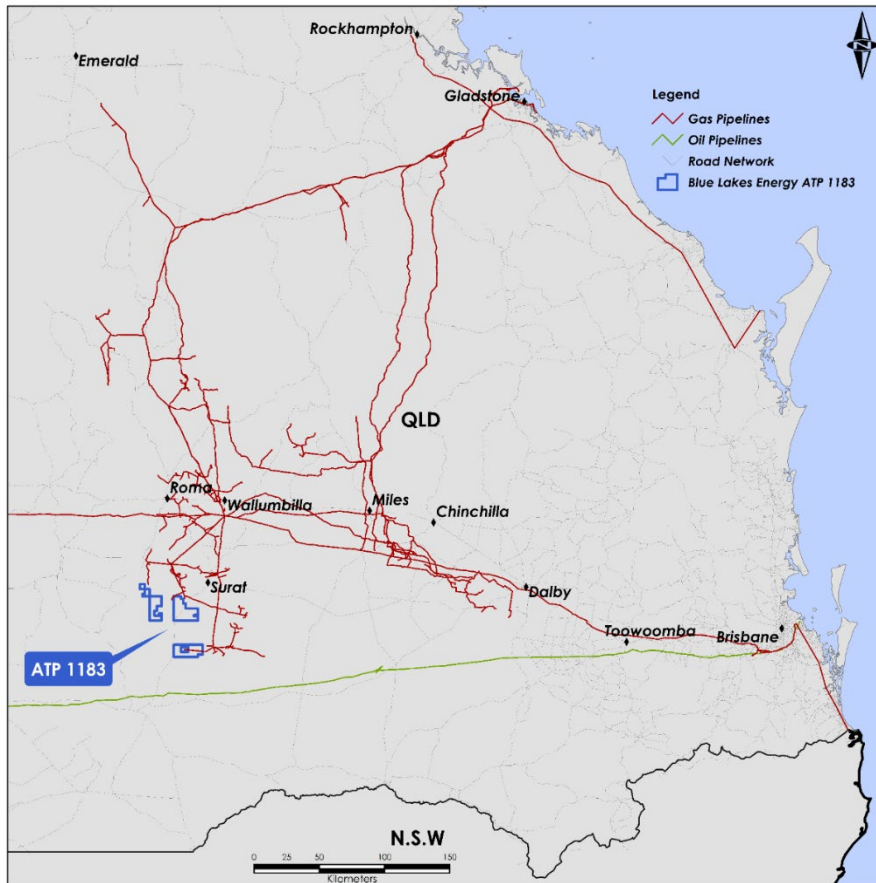 Rockhampton
Emerald
N
Gladstone
Legend
Gas Pipelines
Oil Pipelines
Road Network
Blue Lakes Energy ATP 1183
QLD
Roma
Wallumbilla
Miles
Chinchilla
Surat
Dalby
Toowoomba
Brisbane
ATP 1183
N.S.W
0 25 50 100 150
Kilometers